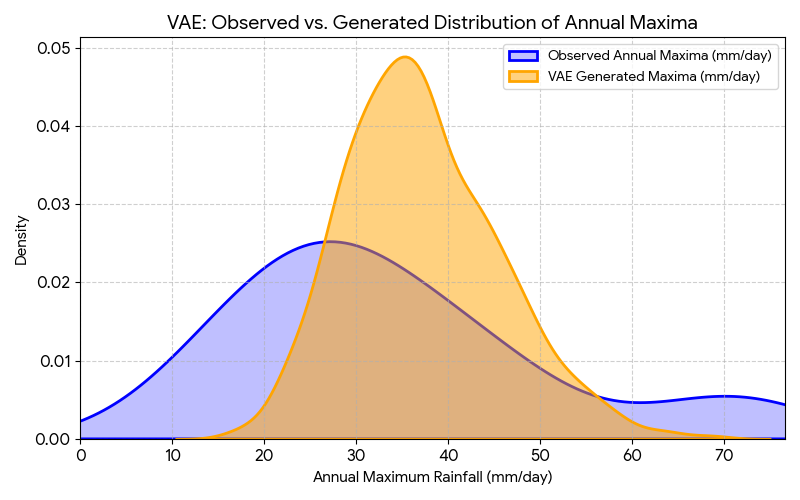 VAE: Observed vs. Generated Distribution of Annual Maxima
Observed Annual Maxima (mm/day)
VAE Generated Maxima (mm/day)
Density
0.05
0.04
0.03
0.02
0.01
0.00
0 10 20 30 40 50 60 70
Annual Maximum Rainfall (mm/day)